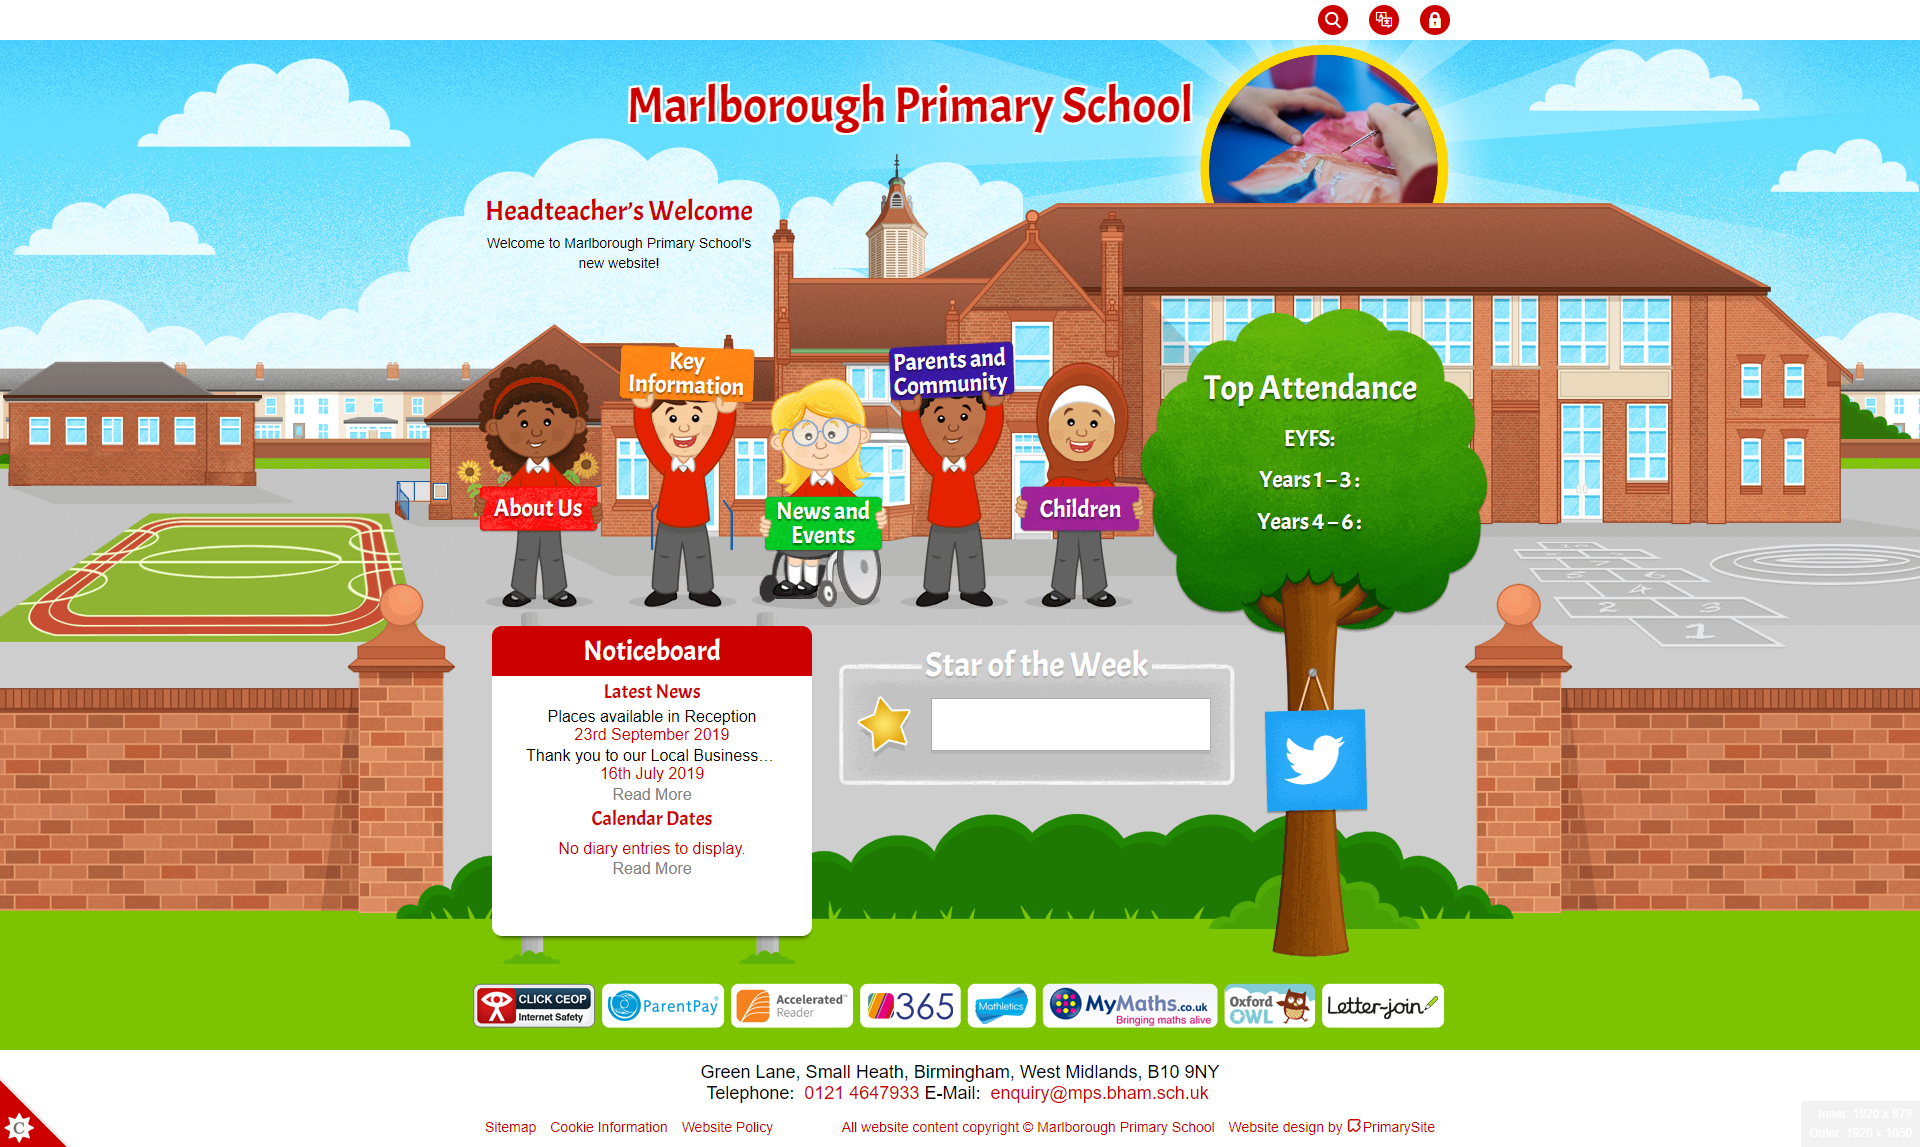 Marlborough Primary School
Headteacher's Welcome
Welcome to Marlborough Primary School's
new website!
Key
Information
Parents and
Community
About Us
News and
Events
Children
Top Attendance
EYFS:
Years 1 – 3 :
Years 4 – 6 :
10
7
5
6
4
2
3
1
Noticeboard
Latest News
Places available in Reception
23rd September 2019
Thank you to our Local Business…
16th July 2019
Read More
Calendar Dates
No diary entries to display.
Read More
Star of the Week
CLICK CEOP
Internet Safety
ParentPay
Accelerated™
Reader
365
Mathletics
MyMaths.co.uk
Bringing maths alive
Oxford
OWL
Letter-join
Green Lane, Small Heath, Birmingham, West Midlands, B10 9NY
Telephone: 0121 4647933 E-Mail: enquiry@mps.bham.sch.uk
Sitemap Cookie Information Website Policy All website content copyright © Marlborough Primary School Website design by PrimarySite
C
Inner: 1920 x 979
Outer: 1920 x 1050